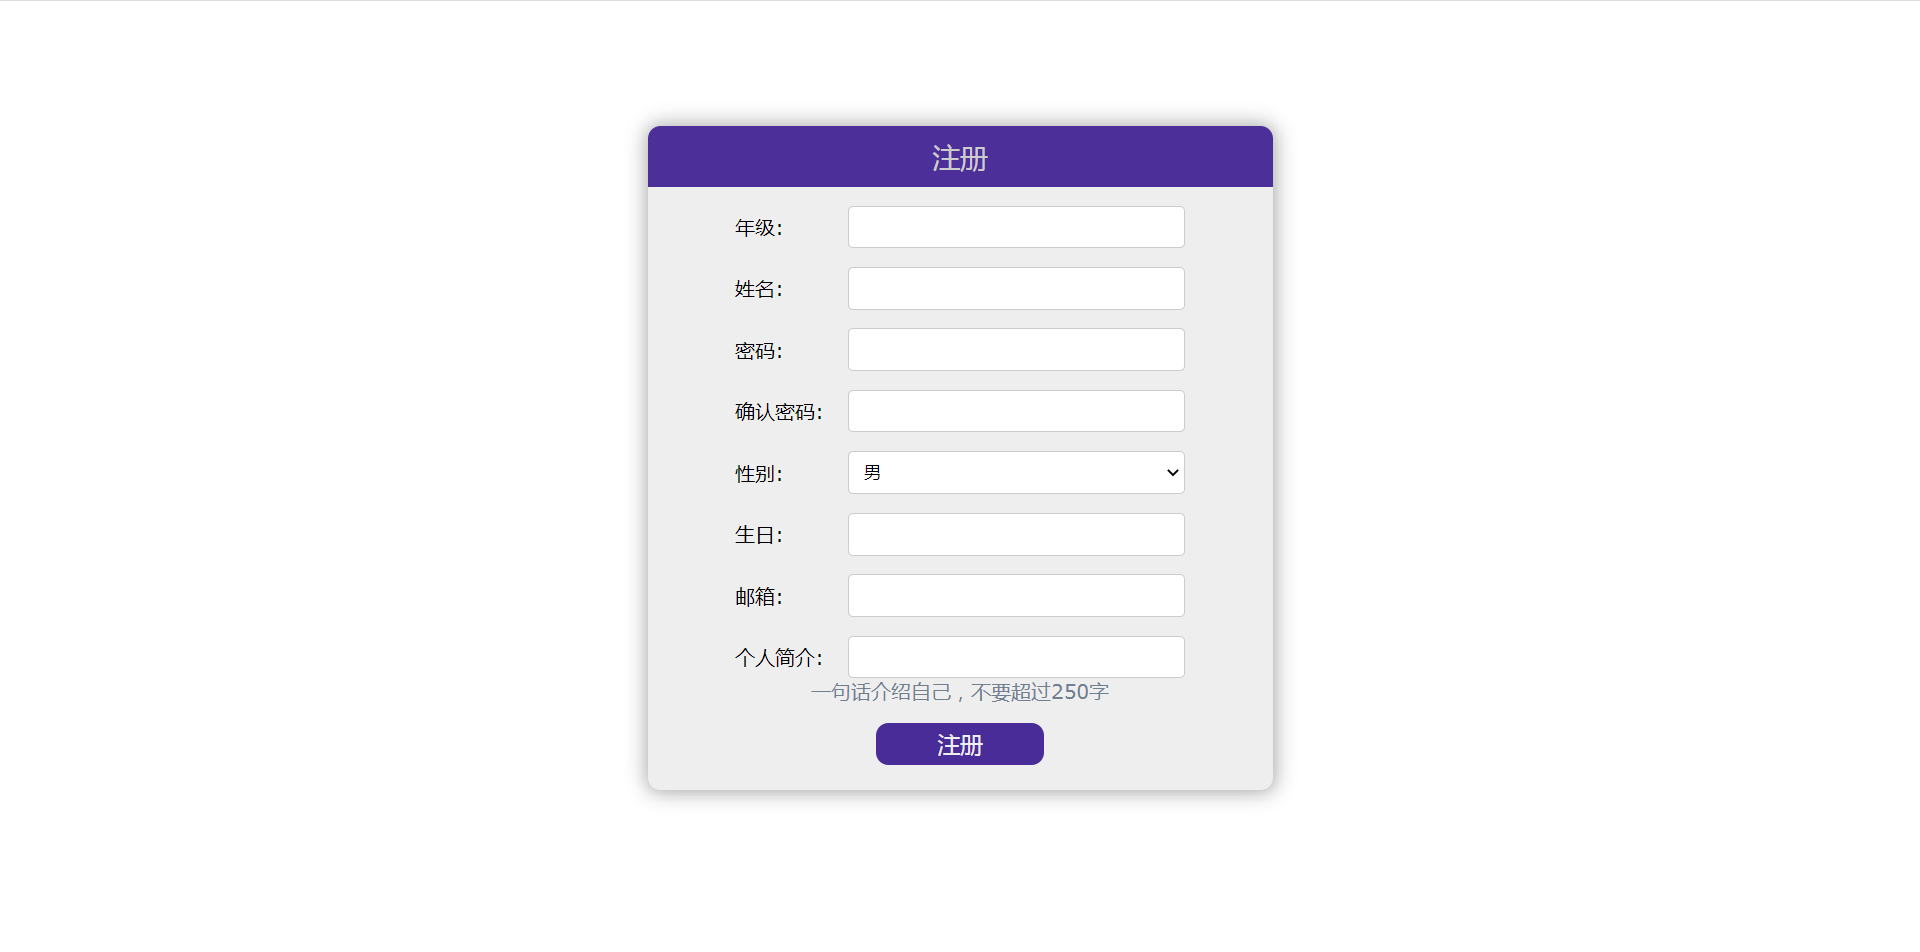 注册
年级:
姓名:
密码:
确认密码:
性别: 男
生日:
邮箱:
个人简介:
一句话介绍自己，不要超过250字
注册